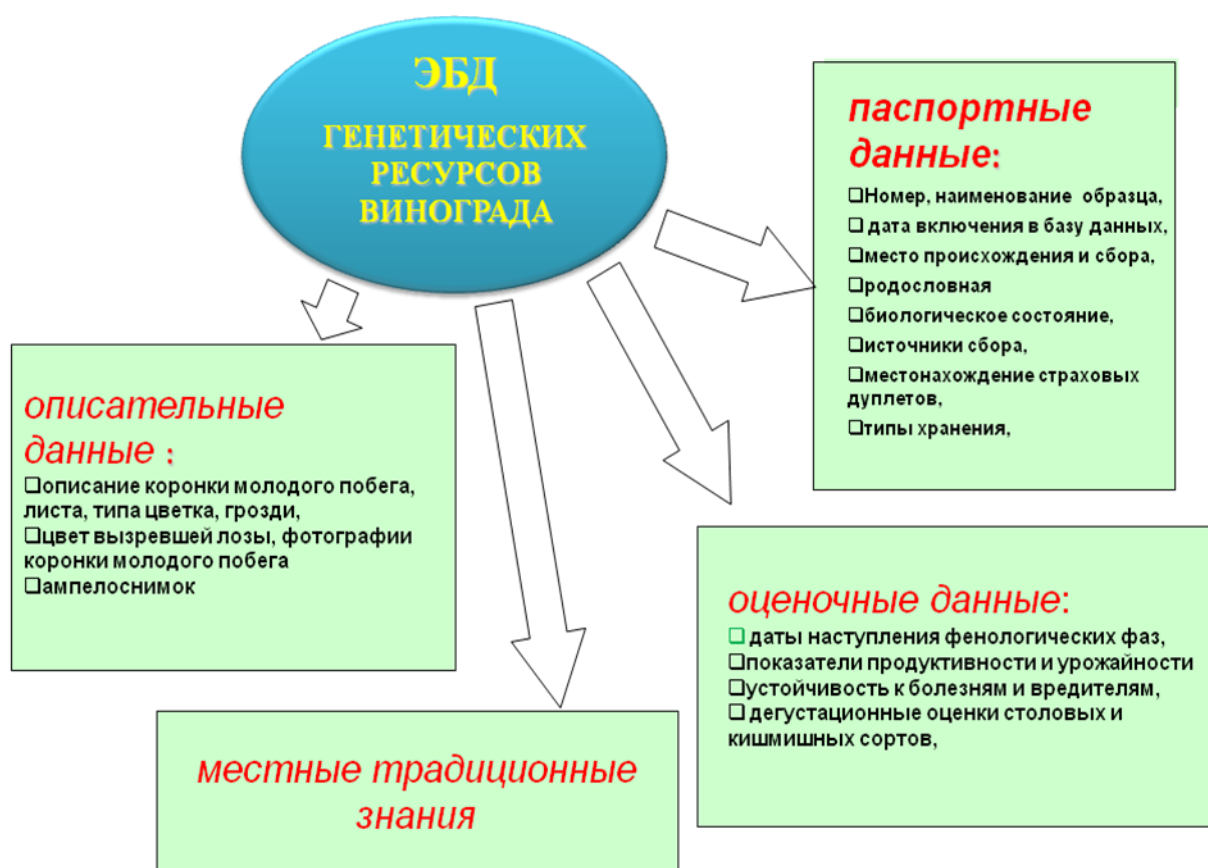 ЭБД
ГЕНЕТИЧЕСКИХ
РЕСУРСОВ
ВИНОГРАДА
паспортные
данные:
❑Номер, наименование образца,
❑ дата включения в базу данных,
❑место происхождения и сбора,
❑родословная
❑биологическое состояние,
❑источники сбора,
❑местонахождение страховых
дуплетов,
❑типы хранения,
описательные
данные :
❑описание коронки молодого побега,
листа, типа цветка, грозди,
❑цвет вызревшей лозы, фотографии
коронки молодого побега
❑ампелоснимок
оценочные данные:
❑ даты наступления фенологических фаз,
❑показатели продуктивности и урожайности
❑устойчивость к болезням и вредителям,
❑ дегустационные оценки столовых и
кишмишных сортов,
местные традиционные
знания